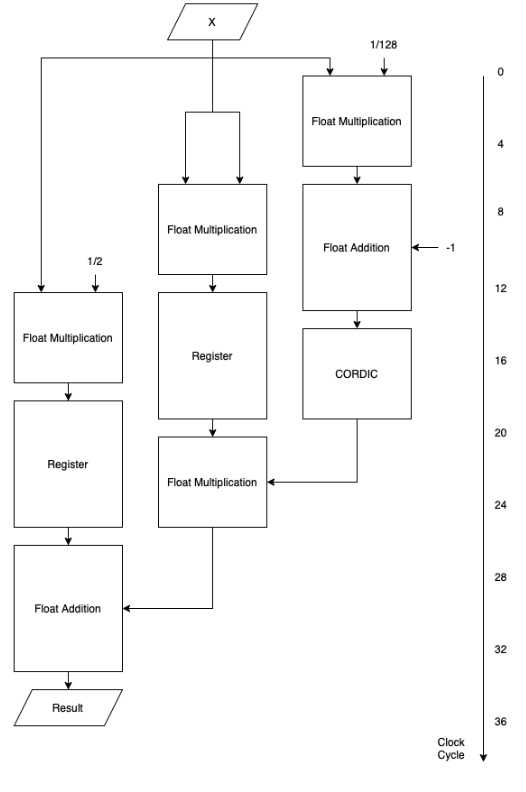 X
1/128
0
Float Multiplication
4
Float Multiplication
Float Addition
-1
8
1/2
12
Float Multiplication
Register
CORDIC
16
Register
Float Multiplication
20
24
Float Addition
28
32
Result
36
Clock
Cycle